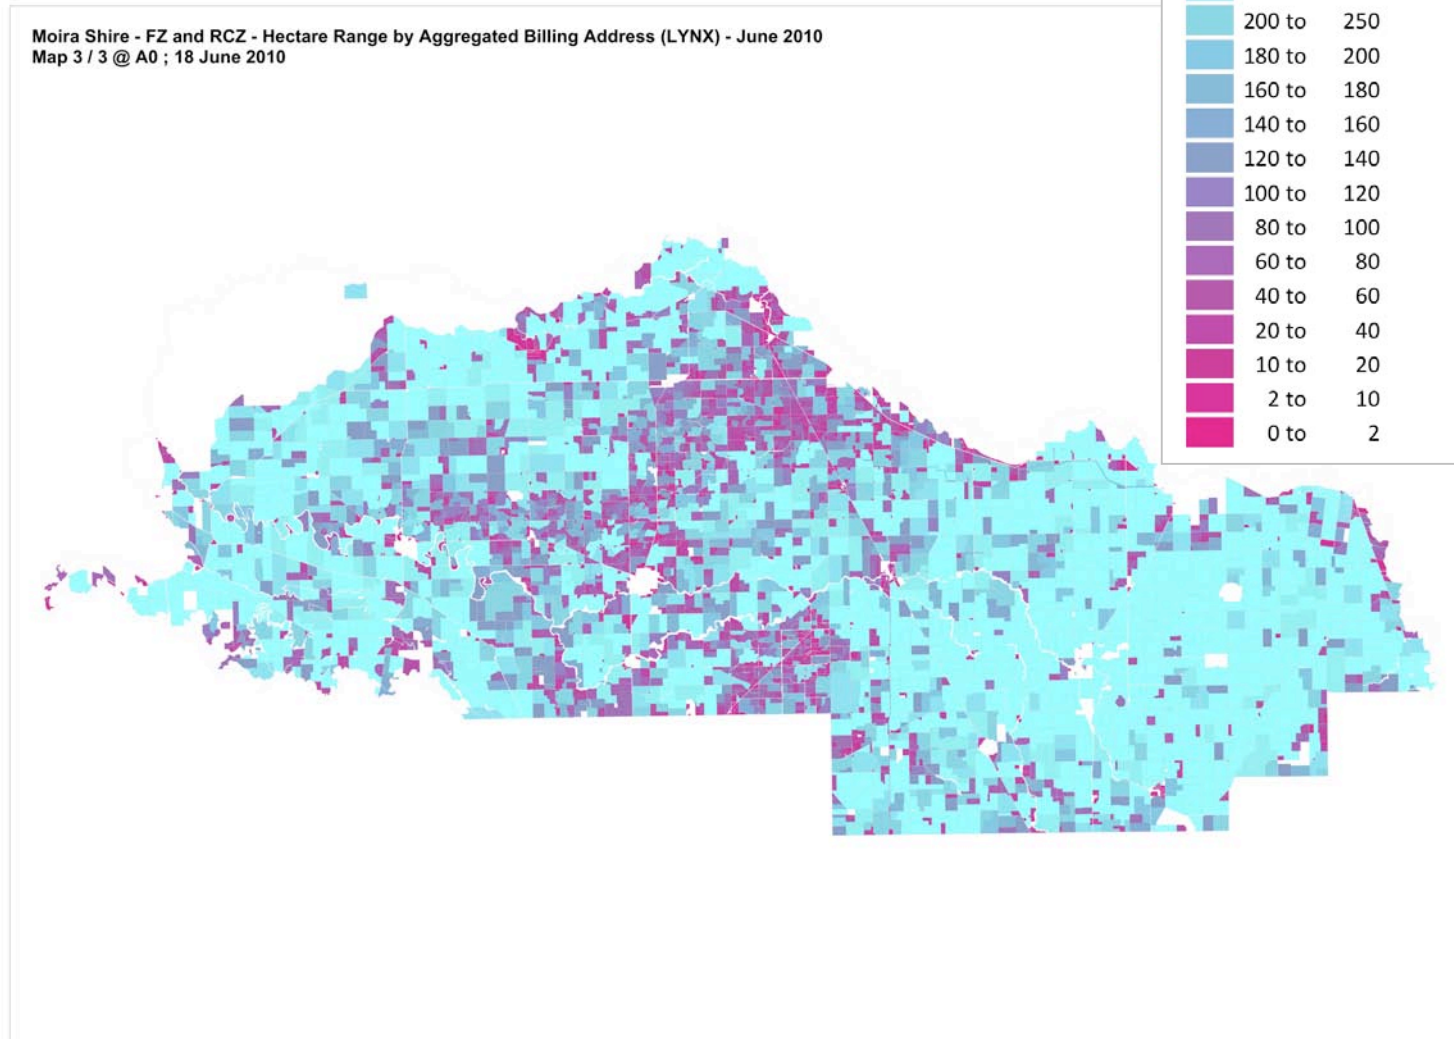 Moira Shire - FZ and RCZ - Hectare Range by Aggregated Billing Address (LYNX) - June 2010
Map 3 / 3 @ A0 ; 18 June 2010
200 to 250
180 to 200
160 to 180
140 to 160
120 to 140
100 to 120
80 to 100
60 to 80
40 to 60
20 to 40
10 to 20
2 to 10
0 to 2